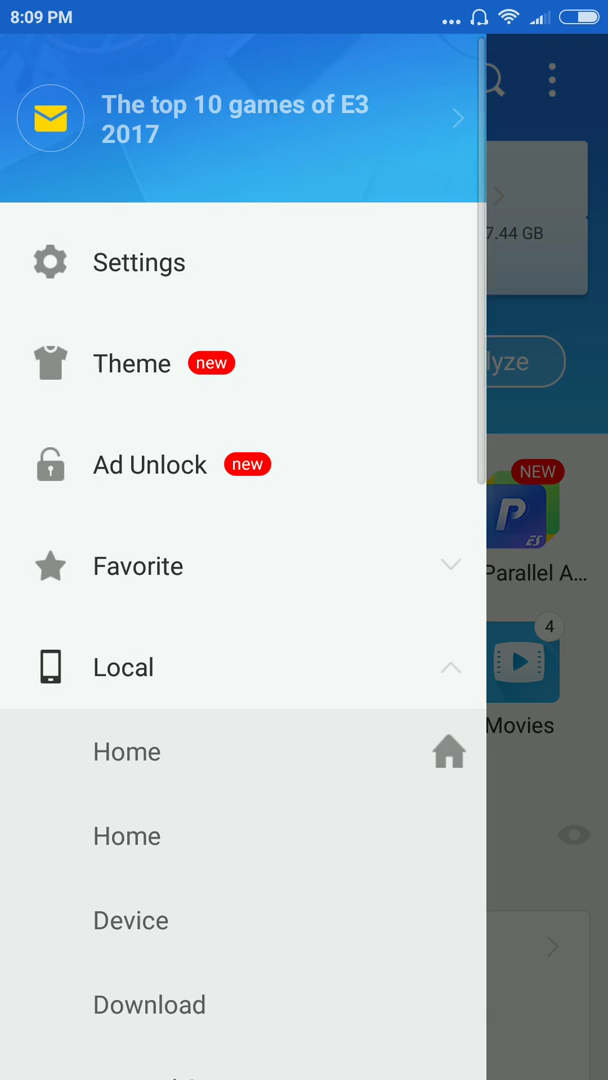 8:09 PM
The top 10 games of E3
2017
7.44 GB
Settings
Theme new
lyze
Ad Unlock new
NEW
P
ES
Favorite
Parallel A...
4
Local
Movies
Home
Home
Device
Download